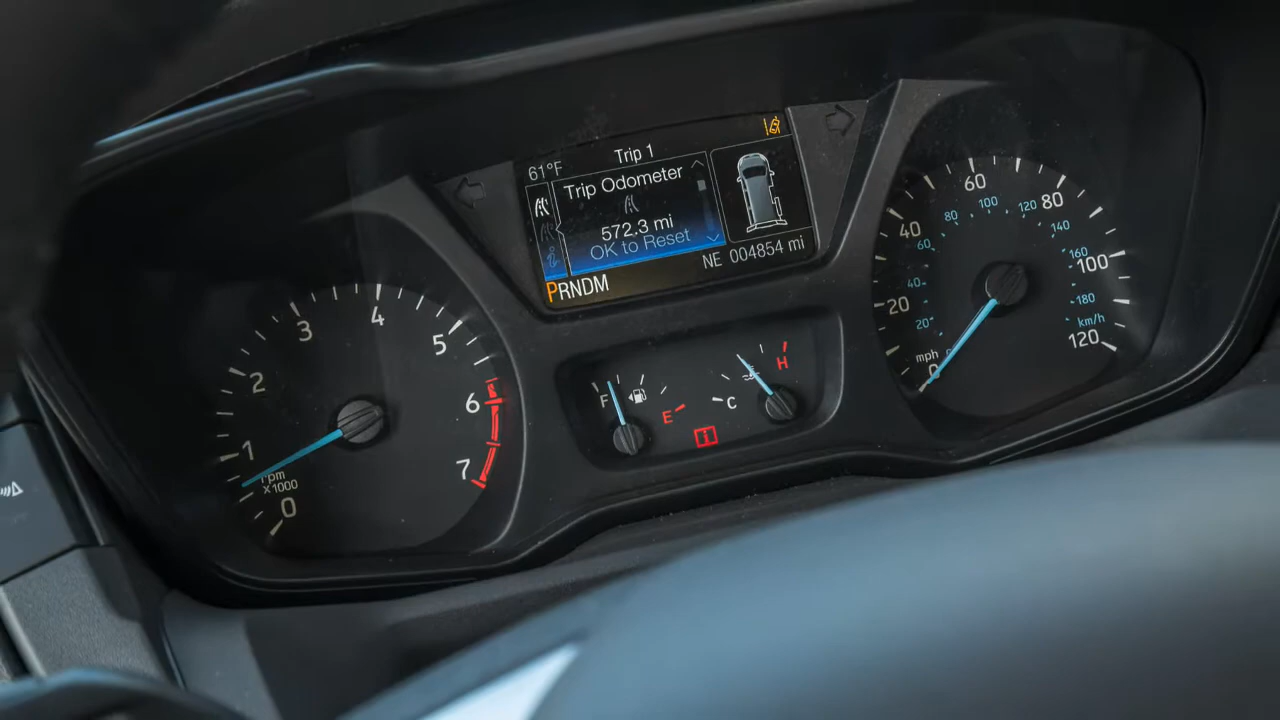 61°F
Trip 1
Trip Odometer
572.3 mi
OK to Reset
NE 004854 mi
PRNDM
0
1
2
3
4
5
6
7
rpm
x1000
F
E
C
H
0
20
40
60
80
100
120
mph
20
40
60
80
100
120
140
160
180
km/h